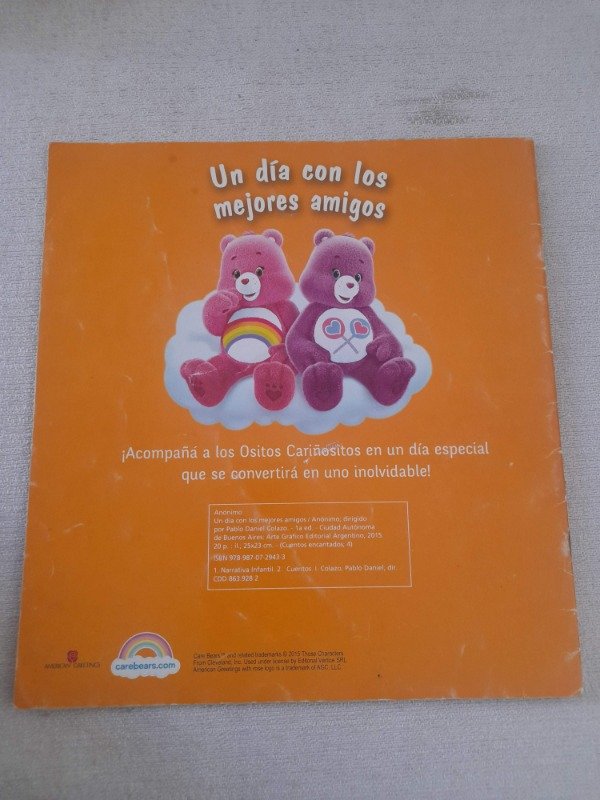 Un día con los
mejores amigos
¡Acompañá a los Ositos Cariñositos en un día especial
que se convertirá en uno inolvidable!
Anónimo
Un día con los mejores amigos / Anónimo; dirigido
por Pablo Daniel Colazo. - 1a ed. - Ciudad Autónoma
de Buenos Aires: Arte Gráfico Editorial Argentino, 2015
20 p. : il.; 25x23 cm. - (Cuentos encantados; 4)
ISBN 978-987-07-2943-3
1. Narrativa Infantil. 2. Cuentos. I. Colazo, Pablo Daniel, dir.
CDD 863.928 2
AMERICAN GREETINGS
carebears.com
Care Bears™ and related trademarks © 2015 Those Characters
From Cleveland, Inc. Used under license by Editorial Vértice SRL
American Greetings with rose logo is a trademark of AGC, LLC.